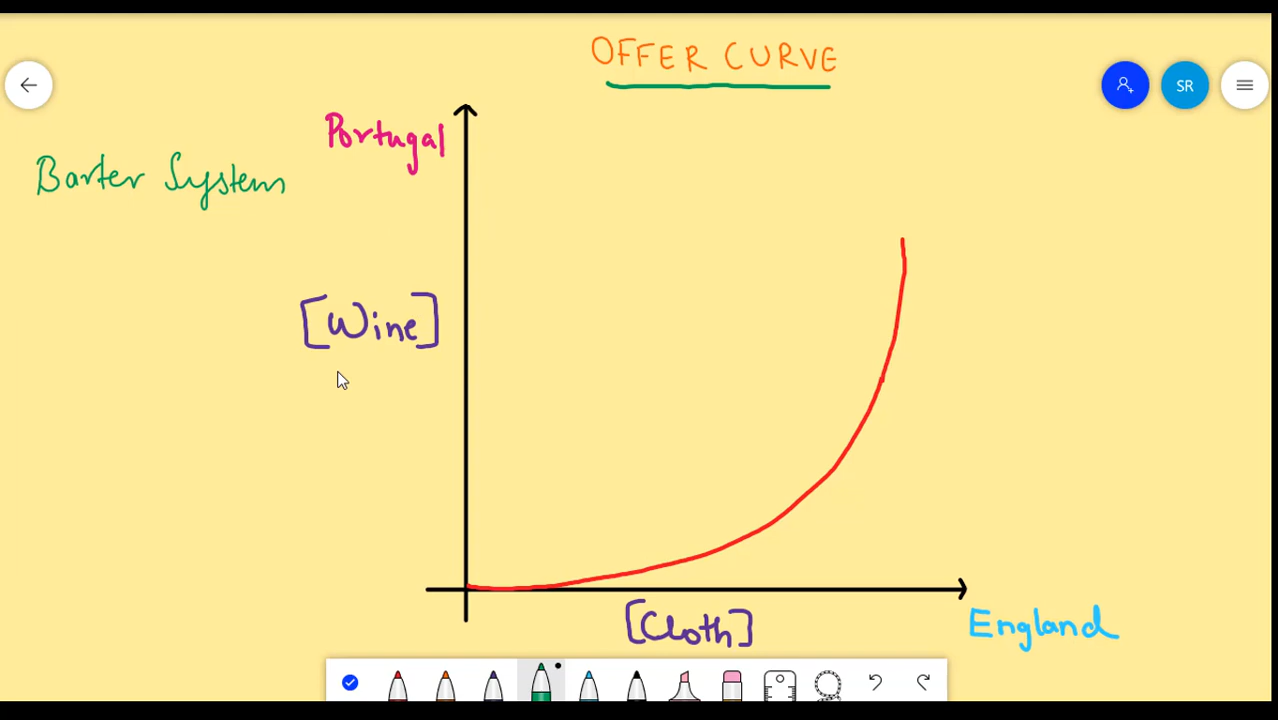 OFFER CURVE
SR
Portugal
Barter System
[Wine]
[Cloth]
England